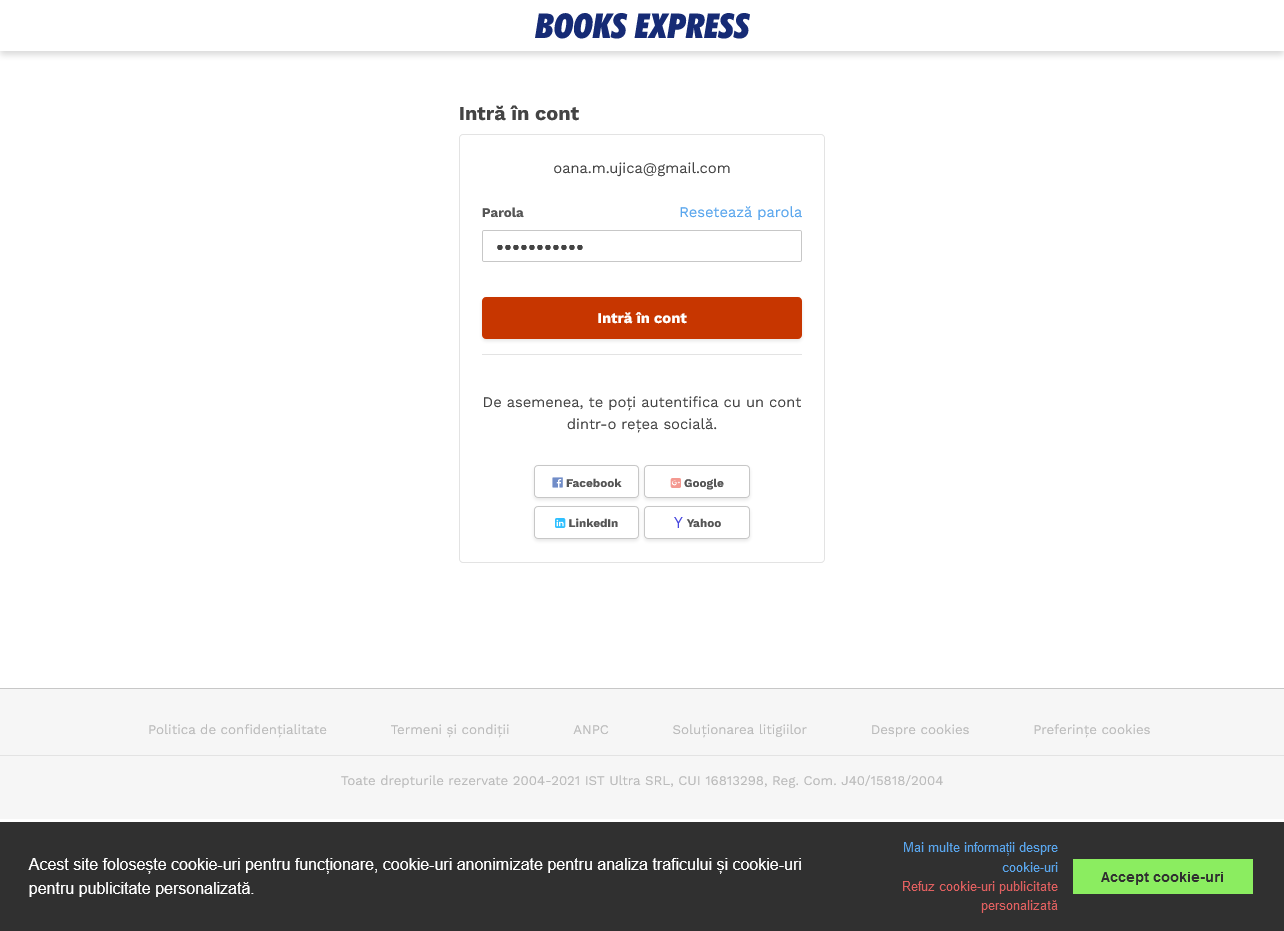 BOOKS EXPRESS
Intră în cont
oana.m.ujica@gmail.com
Parola
Resetează parola
•••••••••••
Intră în cont
De asemenea, te poți autentifica cu un cont
dintr-o rețea socială.
Facebook
Google
LinkedIn
Yahoo
Politica de confidențialitate
Termeni și condiții
ANPC
Soluționarea litigiilor
Despre cookies
Preferințe cookies
Toate drepturile rezervate 2004-2021 IST Ultra SRL, CUI 16813298, Reg. Com. J40/15818/2004
Acest site folosește cookie-uri pentru funcționare, cookie-uri anonimizate pentru analiza traficului și cookie-uri
pentru publicitate personalizată.
Mai multe informații despre
cookie-uri
Refuz cookie-uri publicitate
personalizată
Accept cookie-uri